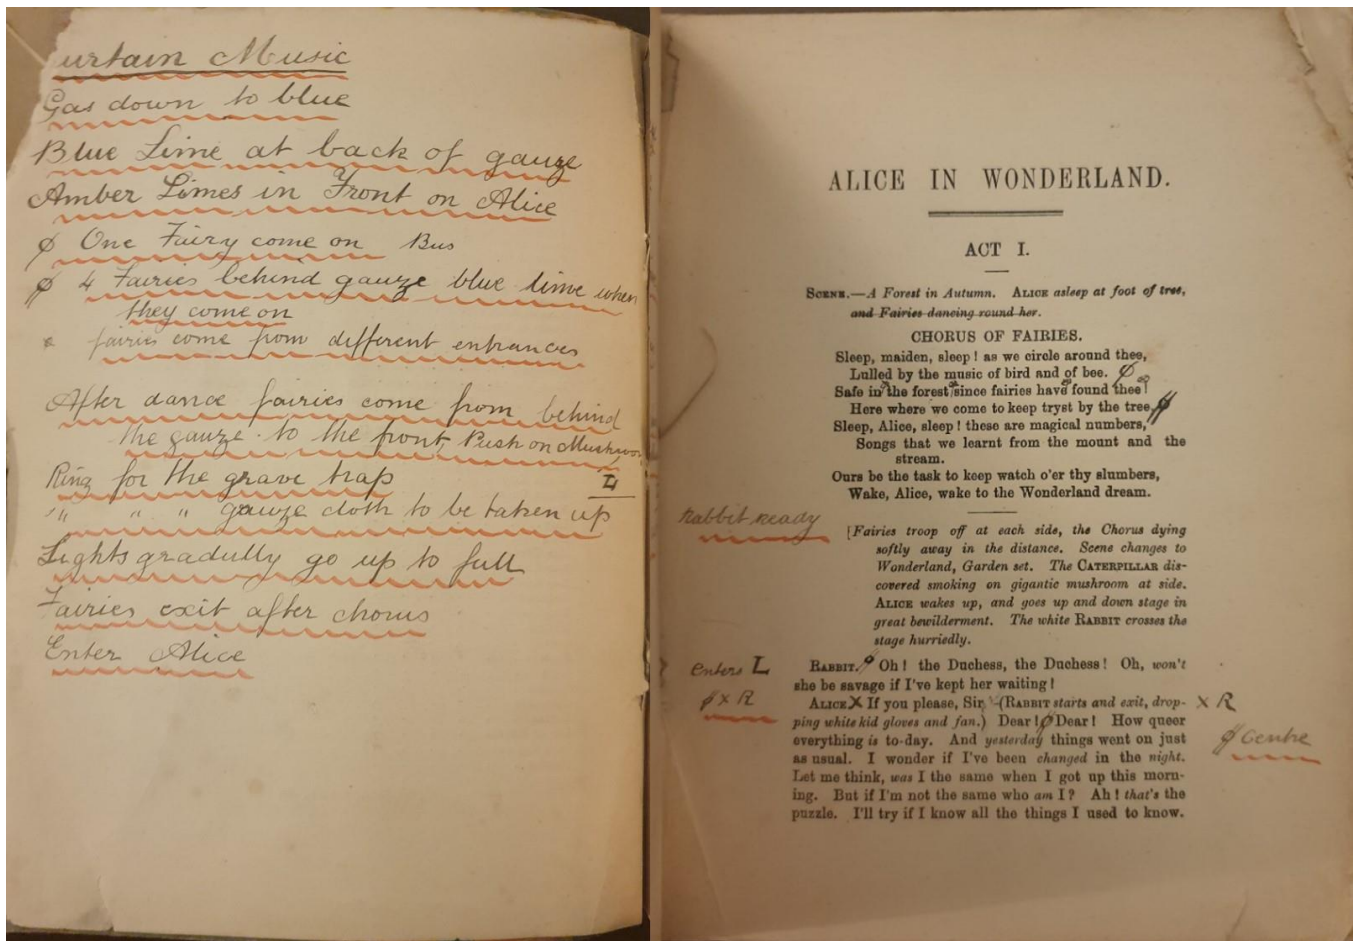 urtain Music
Gas down to blue
Blue Lime at back of gauze
Amber Limes in Front on Alice
φ One Fairy come on Bus
φ 4 Fairies behind gauze blue lime when
they come on
fairies come from different entrances
After dance fairies come from behind
the gauze to the front, Push on Mushroo
Ring for the grave trap L
" " " gauze cloth to be taken up
Lights gradully go up to full
Fairies exit after chorus
Enter Alice
ALICE IN WONDERLAND.
ACT I.
SCENE.—A Forest in Autumn. ALICE asleep at foot of tree,
and Fairies dancing round her.
CHORUS OF FAIRIES.
Sleep, maiden, sleep! as we circle around thee,
Lulled by the music of bird and of bee. φ
Safe in the forest since fairies have found thee
Here where we come to keep tryst by the tree, φ
Sleep, Alice, sleep! these are magical numbers,
Songs that we learnt from the mount and the
stream.
Ours be the task to keep watch o'er thy slumbers,
Wake, Alice, wake to the Wonderland dream.
Rabbit ready
[Fairies troop off at each side, the Chorus dying
softly away in the distance. Scene changes to
Wonderland, Garden set. The CATERPILLAR dis-
covered smoking on gigantic mushroom at side.
ALICE wakes up, and goes up and down stage in
great bewilderment. The white RABBIT crosses the
stage hurriedly.
enters L
RABBIT. φ Oh! the Duchess, the Duchess! Oh, won't
she be savage if I've kept her waiting!
φ X R
ALICE X If you please, Sir—(RABBIT starts and exit, drop- X R
ping white kid gloves and fan.) Dear! φ Dear! How queer
everything is to-day. And yesterday things went on just φ Centre
as usual. I wonder if I've been changed in the night.
Let me think, was I the same when I got up this morn-
ing. But if I'm not the same who am I? Ah! that's the
puzzle. I'll try if I know all the things I used to know.